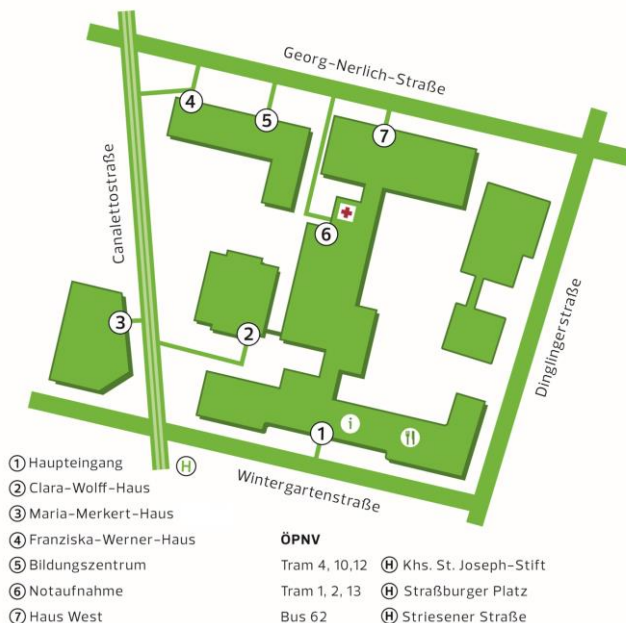 Georg-Nerlich-Straße
4
5
7
Canalettostraße
6
Dinglingerstraße
3
2
i
1
H
Wintergartenstraße
1 Haupteingang
2 Clara-Wolff-Haus
3 Maria-Merkert-Haus
4 Franziska-Werner-Haus
5 Bildungszentrum
6 Notaufnahme
7 Haus West
ÖPNV
Tram 4, 10,12 H Khs. St. Joseph-Stift
Tram 1, 2, 13 H Straßburger Platz
Bus 62 H Striesener Straße